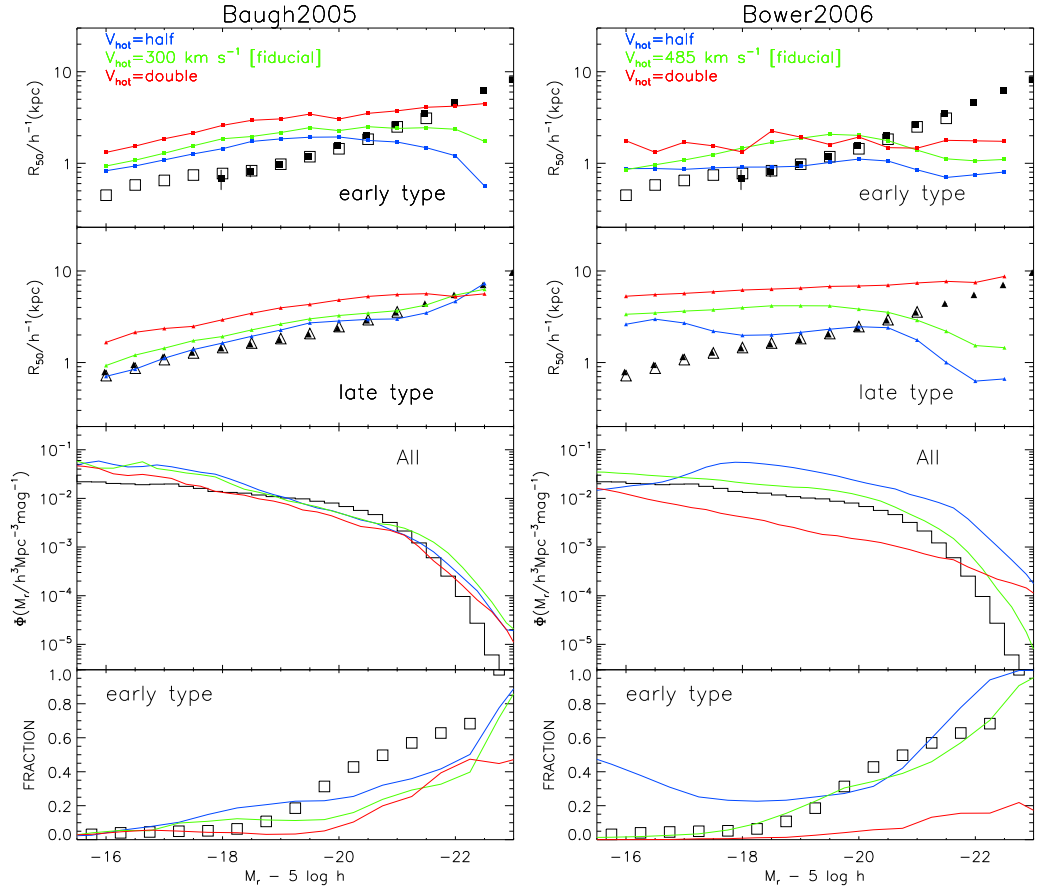 Baugh2005
V_hot=half
V_hot=300 km s⁻¹ [fiducial]
V_hot=double
10
1
R₅₀/h⁻¹(kpc)
early type
10
1
R₅₀/h⁻¹(kpc)
late type
10⁻¹
10⁻²
10⁻³
10⁻⁴
10⁻⁵
Φ(M_r/h³Mpc⁻³mag⁻¹)
All
1.0
0.8
0.6
0.4
0.2
0.0
FRACTION
early type
-16
-18
-20
-22
M_r - 5 log h
Bower2006
V_hot=half
V_hot=485 km s⁻¹ [fiducial]
V_hot=double
10
1
R₅₀/h⁻¹(kpc)
early type
10
1
R₅₀/h⁻¹(kpc)
late type
10⁻¹
10⁻²
10⁻³
10⁻⁴
10⁻⁵
Φ(M_r/h³Mpc⁻³mag⁻¹)
All
1.0
0.8
0.6
0.4
0.2
0.0
FRACTION
early type
-16
-18
-20
-22
M_r - 5 log h